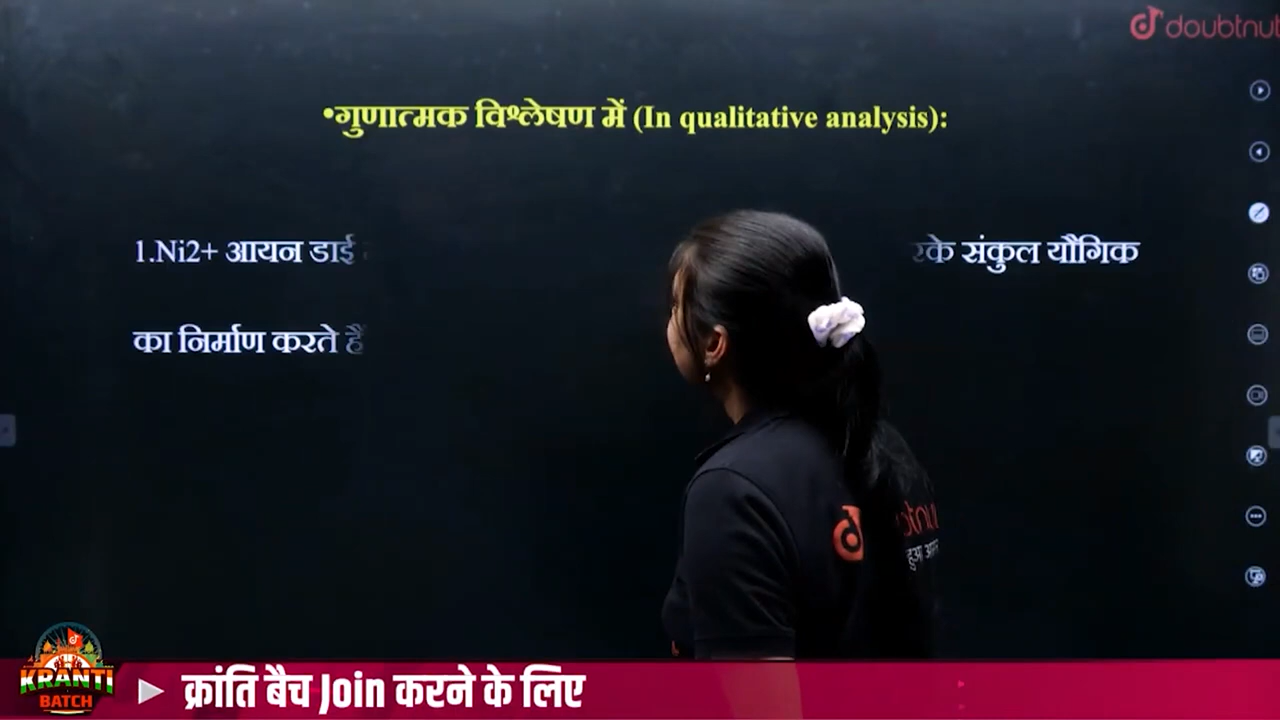 doubtnut
•गुणात्मक विश्लेषण में (In qualitative analysis):
1.Ni2+ आयन डाई
रके संकुल यौगिक
का निर्माण करते हैं
KRANTI
BATCH
क्रांति बैच Join करने के लिए